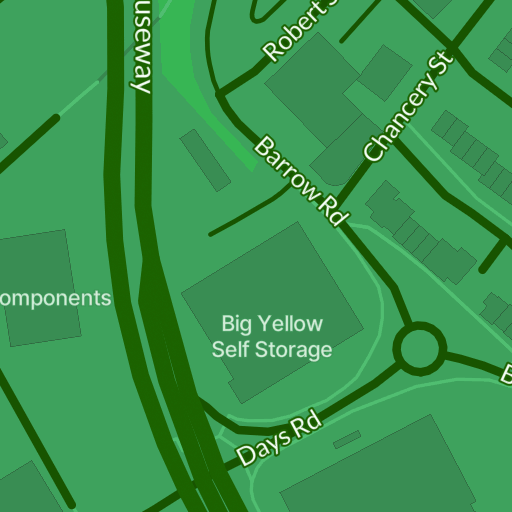 useway
Robert S
Chancery St
Barrow Rd
omponents
Big Yellow
Self Storage
Days Rd
B